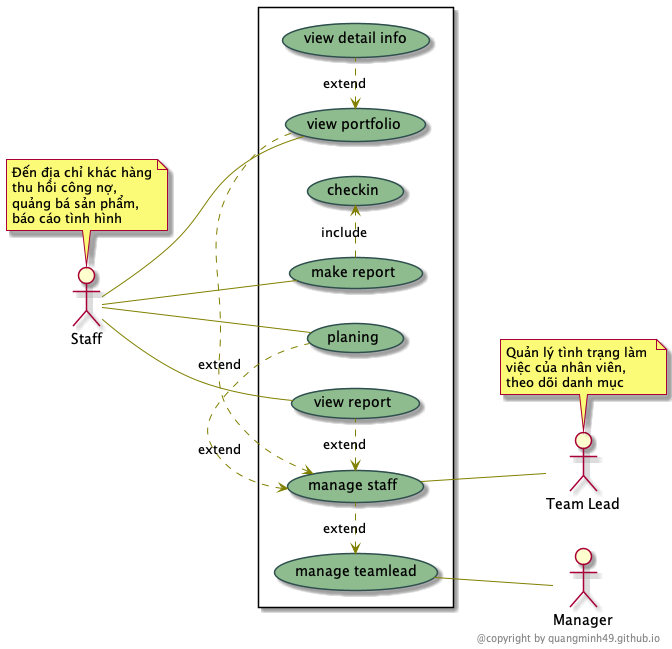 view detail info
extend
view portfolio
Đến địa chỉ khác hàng
thu hồi công nợ,
quảng bá sản phẩm,
báo cáo tình hình
checkin
include
make report
Staff
planing
extend
view report
extend
extend
manage staff
Quản lý tình trạng làm
việc của nhân viên,
theo dõi danh mục
Team Lead
extend
manage teamlead
Manager
@copyright by quangminh49.github.io